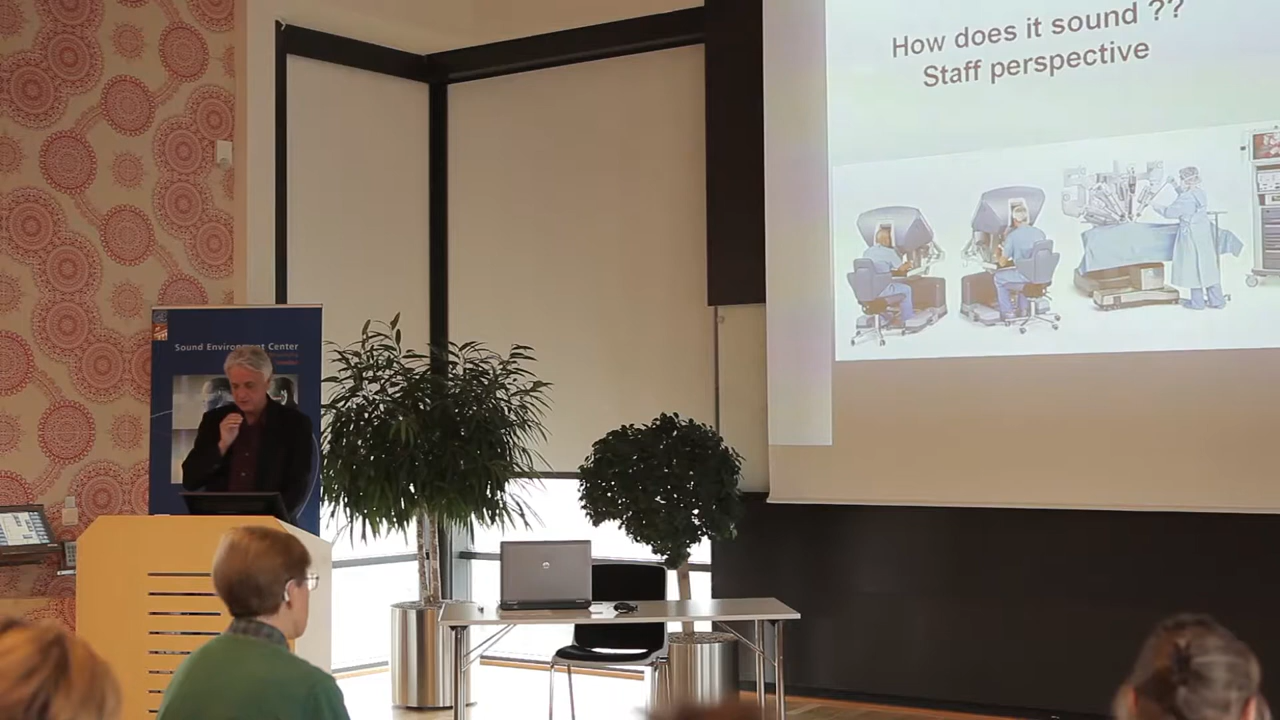 How does it sound ??
Staff perspective
Sound Environment Center